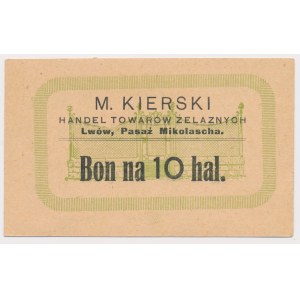 M. KIERSKI
HANDEL TOWARÓW ŻELAZNYCH
Lwów, Pasaż Mikolascha.
Bon na 10 hal.